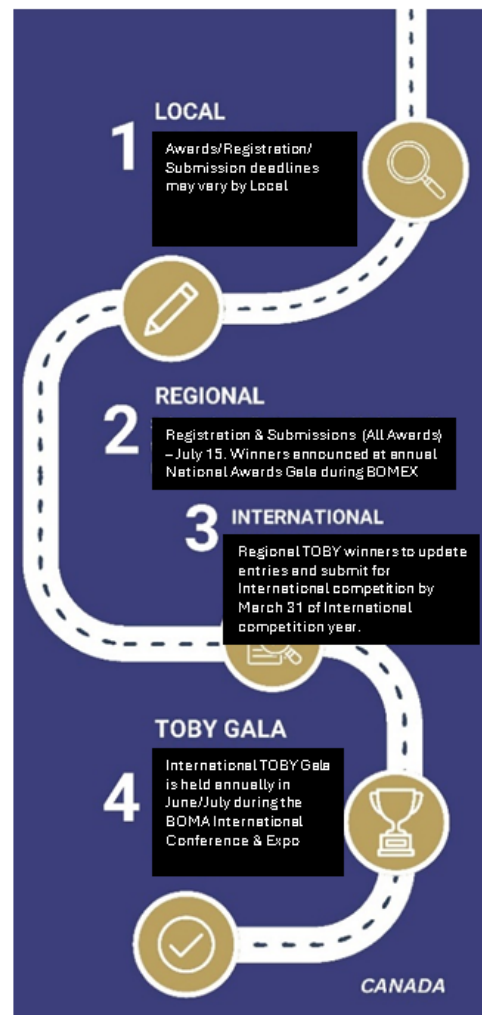 1
LOCAL
Awards/Registration/
Submission deadlines
may vary by Local
2
REGIONAL
Registration & Submissions (All Awards)
–July 15. Winners announced at annual
National Awards Gala during BOMEX
3
INTERNATIONAL
Regional TOBY winners to update
entries and submit for
International competition by
March 31 of International
competition year.
4
TOBY GALA
International TOBY Gala
is held annually in
June/July during the
BOMA International
Conference & Expo
CANADA